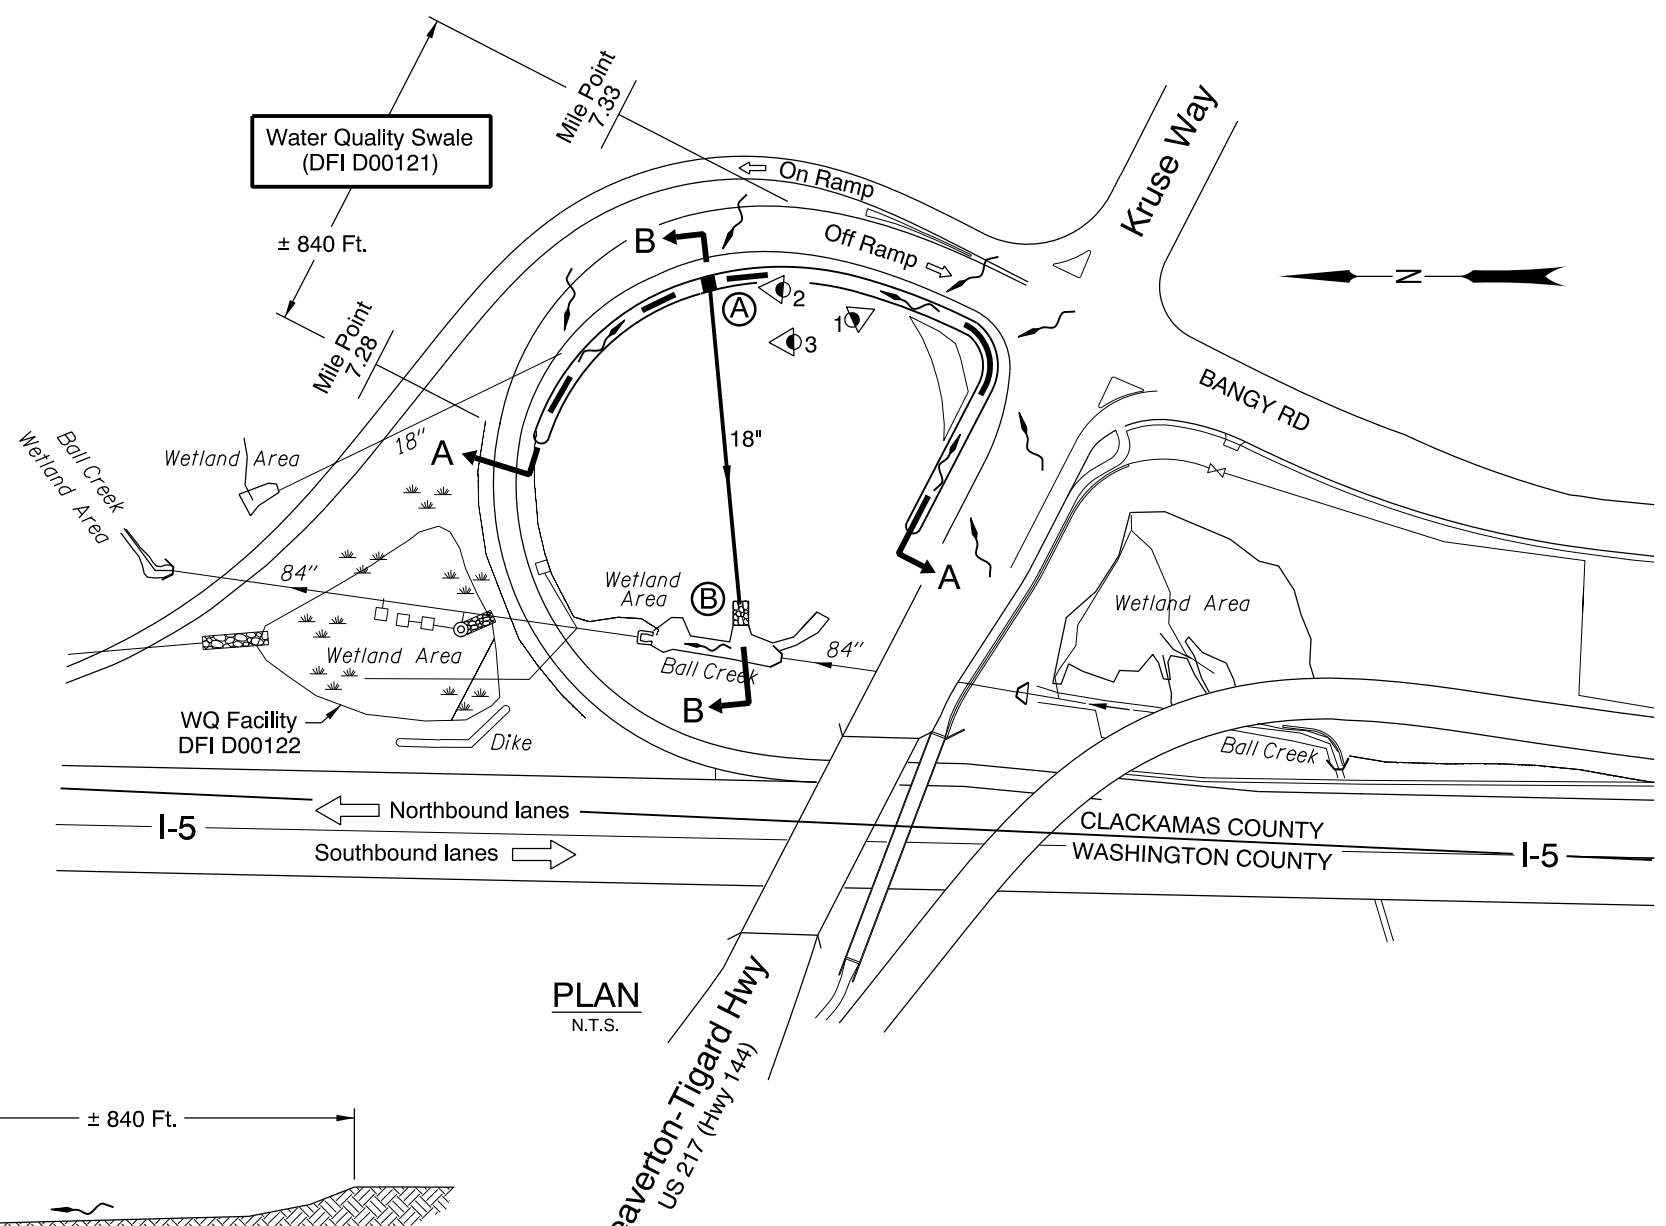 Mile Point
7.33
Water Quality Swale
(DFI D00121)
± 840 Ft.
Mile Point
7.28
On Ramp
Off Ramp
Kruse Way
B
A
2
1
3
N
BANGY RD
18"
18"
A
Wetland Area
Ball Creek
Wetland Area
84"
Wetland
Area
B
A
Wetland Area
Wetland Area
Ball Creek
84"
B
WQ Facility
DFI D00122
Dike
Ball Creek
Northbound lanes
I-5
Southbound lanes
CLACKAMAS COUNTY
WASHINGTON COUNTY
I-5
PLAN
N.T.S.
eaverton-Tigard Hwy
US 217 (Hwy 144)
± 840 Ft.